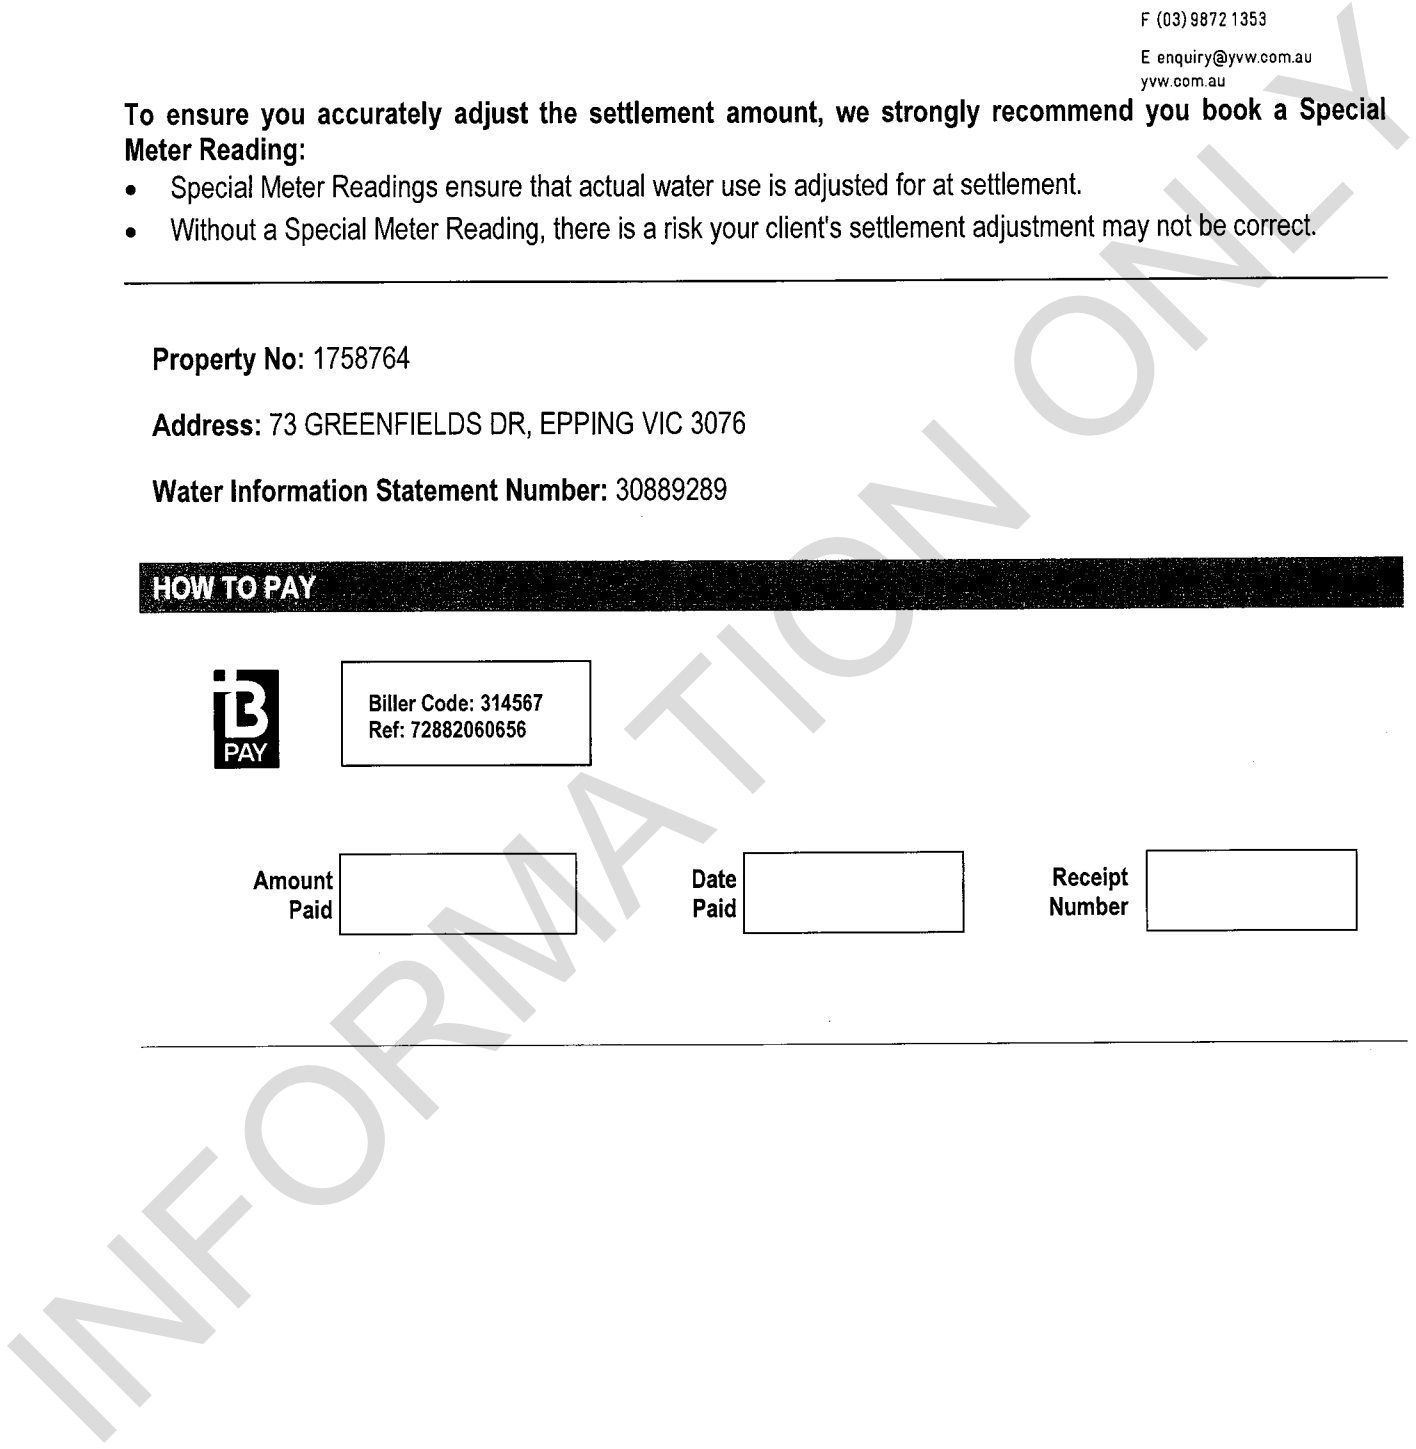 F (03) 9872 1353
E enquiry@yvw.com.au
yvw.com.au
To ensure you accurately adjust the settlement amount, we strongly recommend you book a Special
Meter Reading:
• Special Meter Readings ensure that actual water use is adjusted for at settlement.
• Without a Special Meter Reading, there is a risk your client's settlement adjustment may not be correct.
Property No: 1758764
Address: 73 GREENFIELDS DR, EPPING VIC 3076
Water Information Statement Number: 30889289
HOW TO PAY
B
PAY
Biller Code: 314567
Ref: 72882060656
Amount
Paid
Date
Paid
Receipt
Number
INFORMATION ONLY